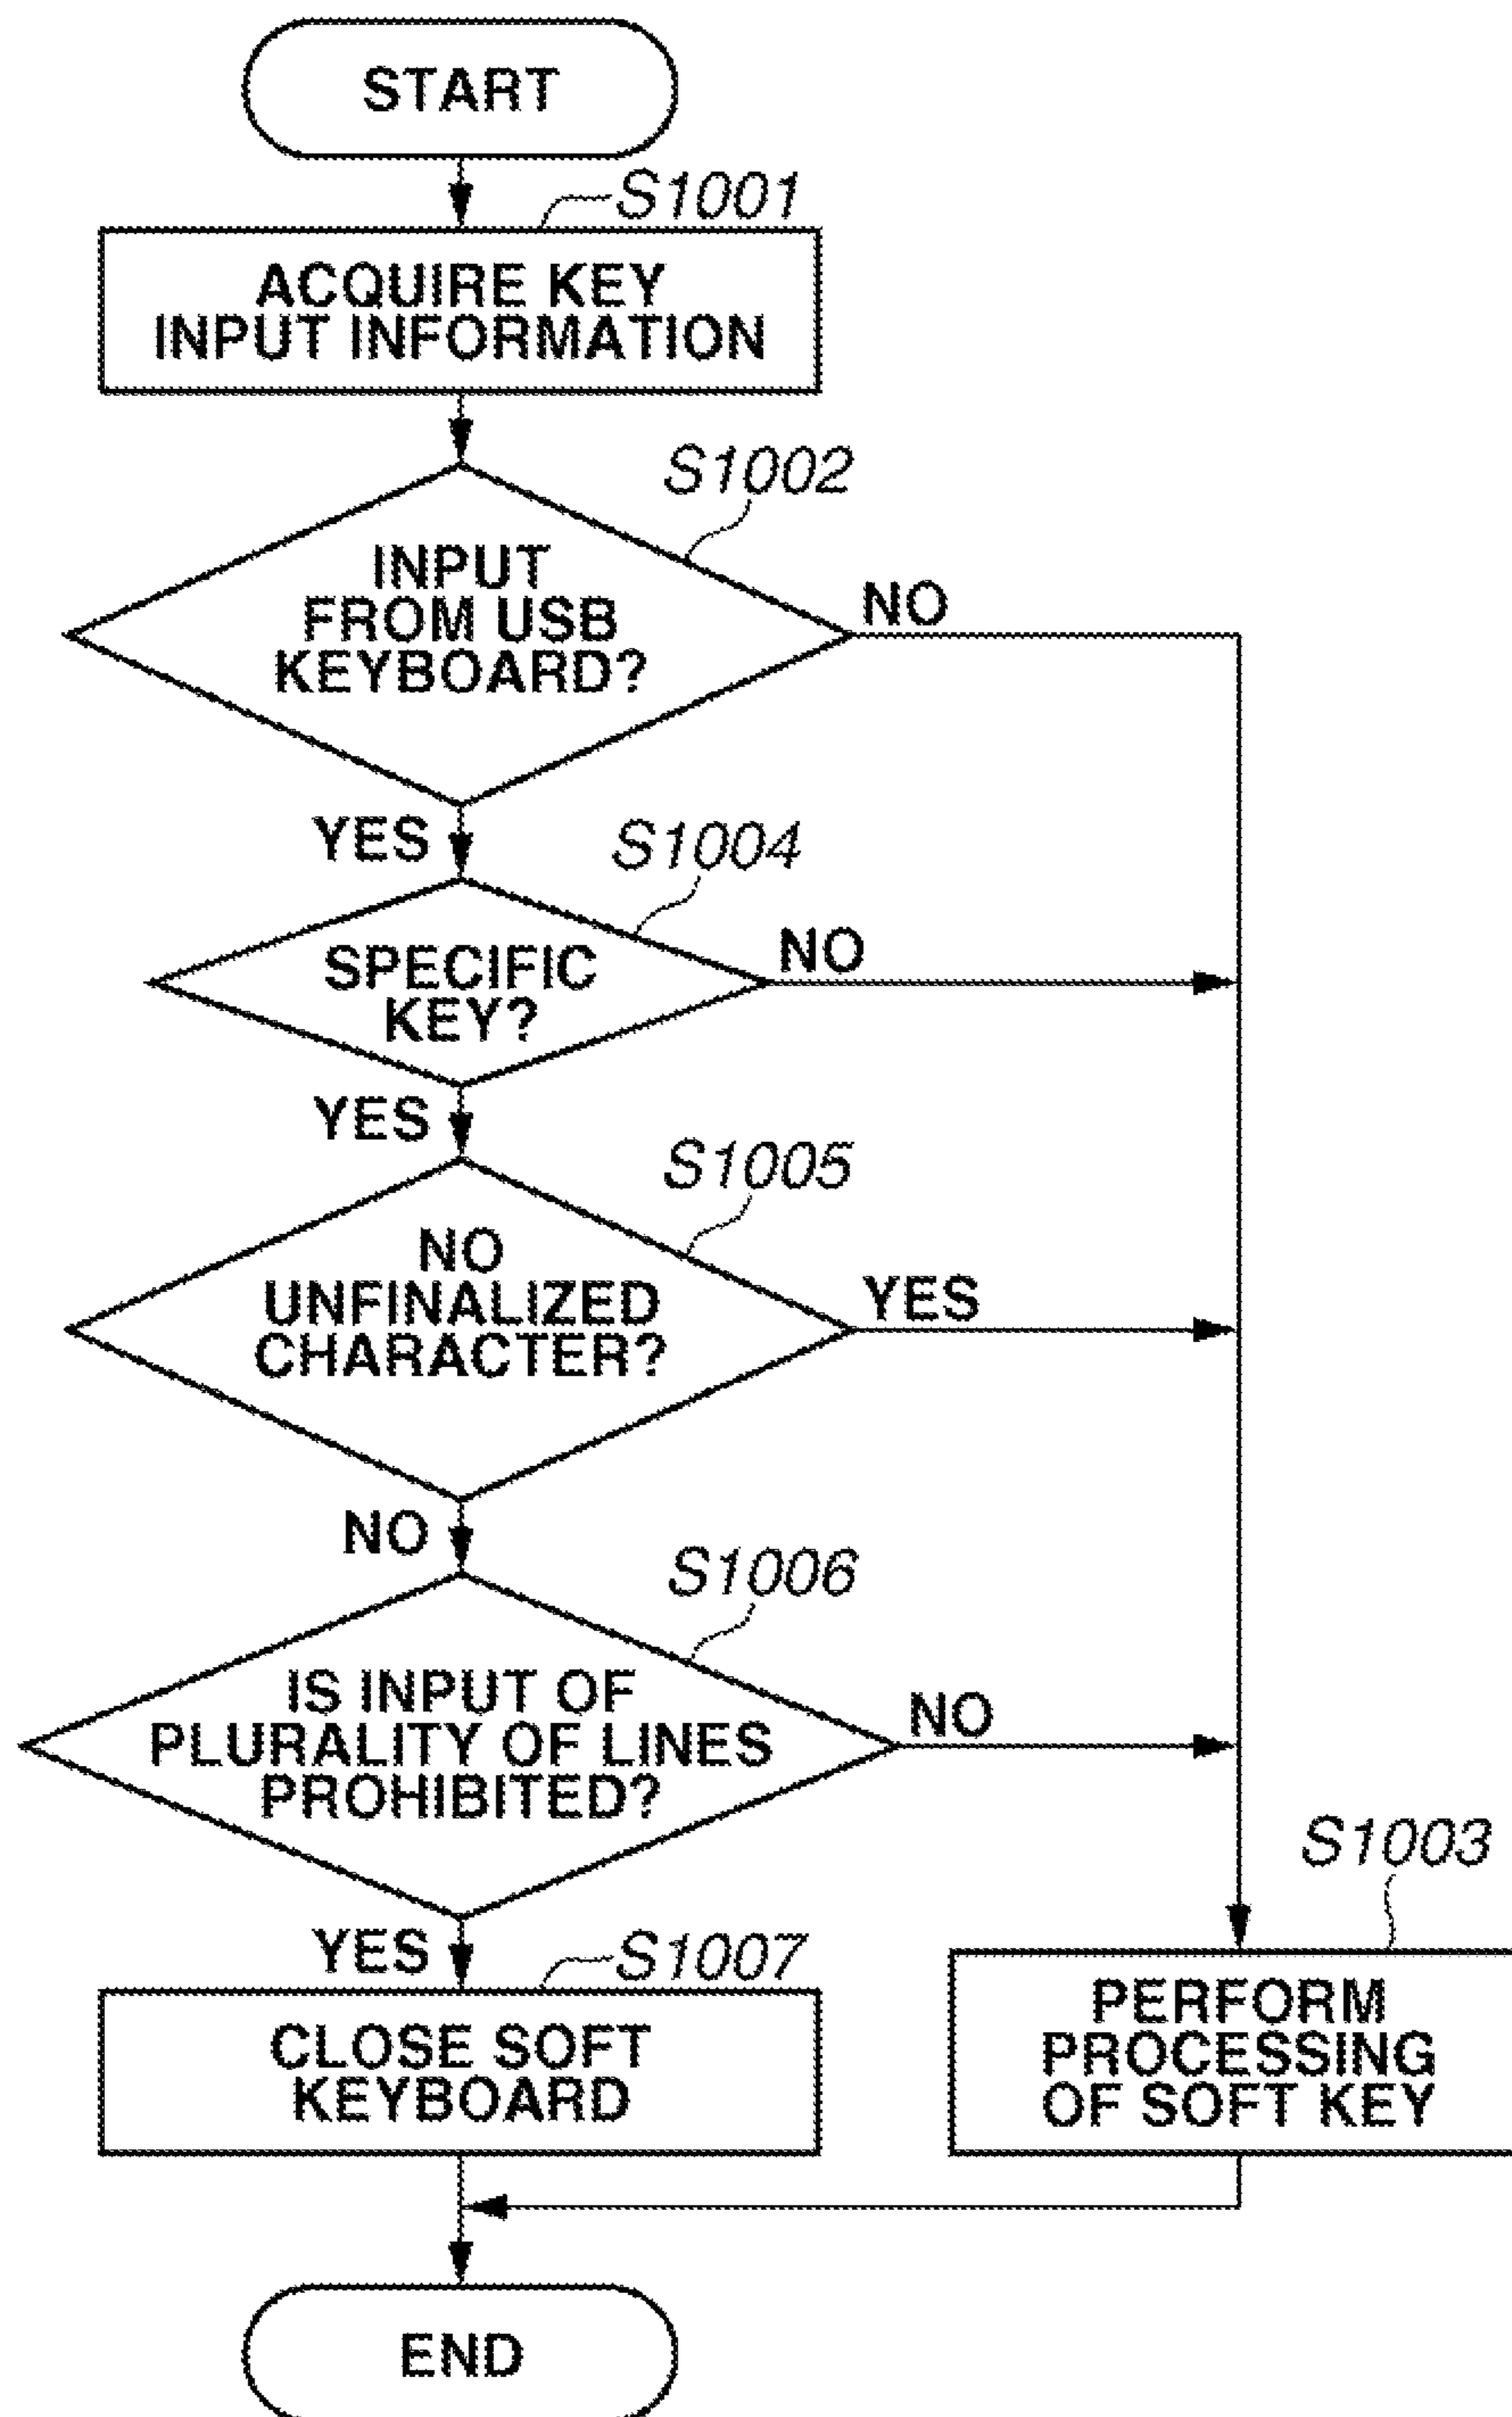 START
S1001
ACQUIRE KEY
INPUT INFORMATION
S1002
INPUT
FROM USB
KEYBOARD?
NO
YES
S1004
SPECIFIC
KEY?
NO
YES
S1005
NO
UNFINALIZED
CHARACTER?
YES
NO
S1006
IS INPUT OF
PLURALITY OF LINES
PROHIBITED?
NO
YES
S1007
CLOSE SOFT
KEYBOARD
S1003
PERFORM
PROCESSING
OF SOFT KEY
END